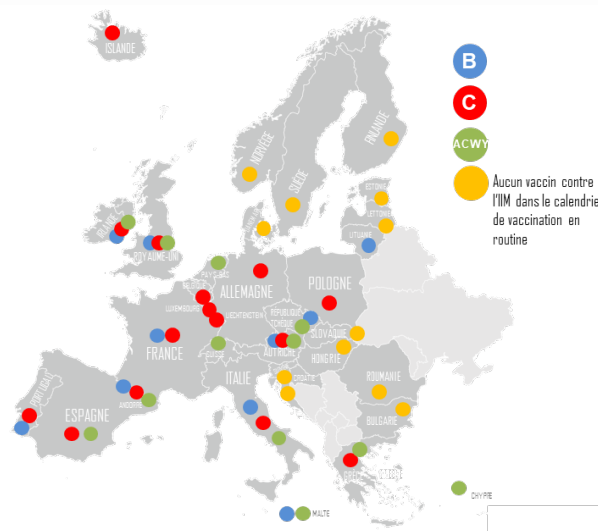 ISLANDE
B
C
ACWY
Aucun vaccin contre
l'IIM dans le calendrie
de vaccination en
routine
FINLANDE
NORVÈGE
SUÈDE
ESTONIE
LETTONIE
LITUANIE
IRLANDE
ROYAUME-UNI
PAYS-BAS
BELGIQUE
ALLEMAGNE
POLOGNE
LUXEMBOURG
LIECHTENSTEIN
RÉPUBLIQUE
TCHÈQUE
SLOVAQUIE
FRANCE
SUISSE
AUTRICHE
HONGRIE
ITALIE
CROATIE
ROUMANIE
BULGARIE
PORTUGAL
ESPAGNE
ANDORRE
GRÈCE
CHYPRE
MALTE